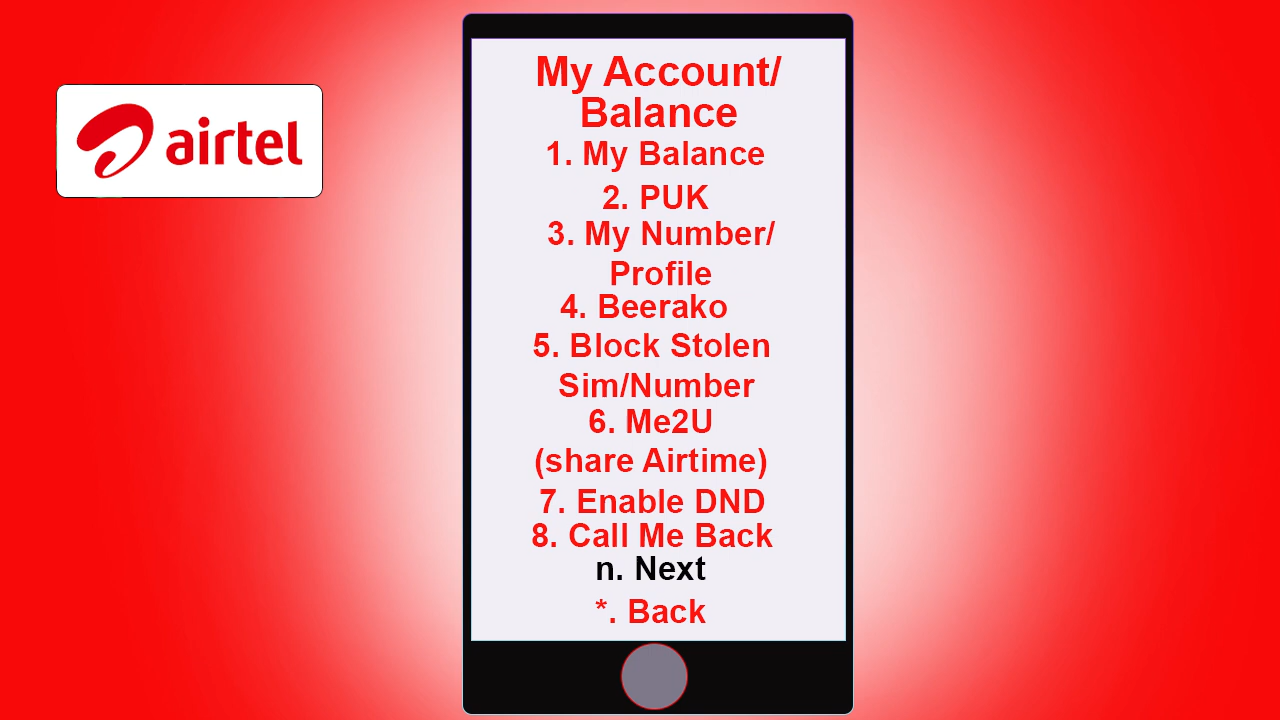 airtel
My Account/
Balance
1. My Balance
2. PUK
3. My Number/
Profile
4. Beerako
5. Block Stolen
Sim/Number
6. Me2U
(share Airtime)
7. Enable DND
8. Call Me Back
n. Next
*. Back